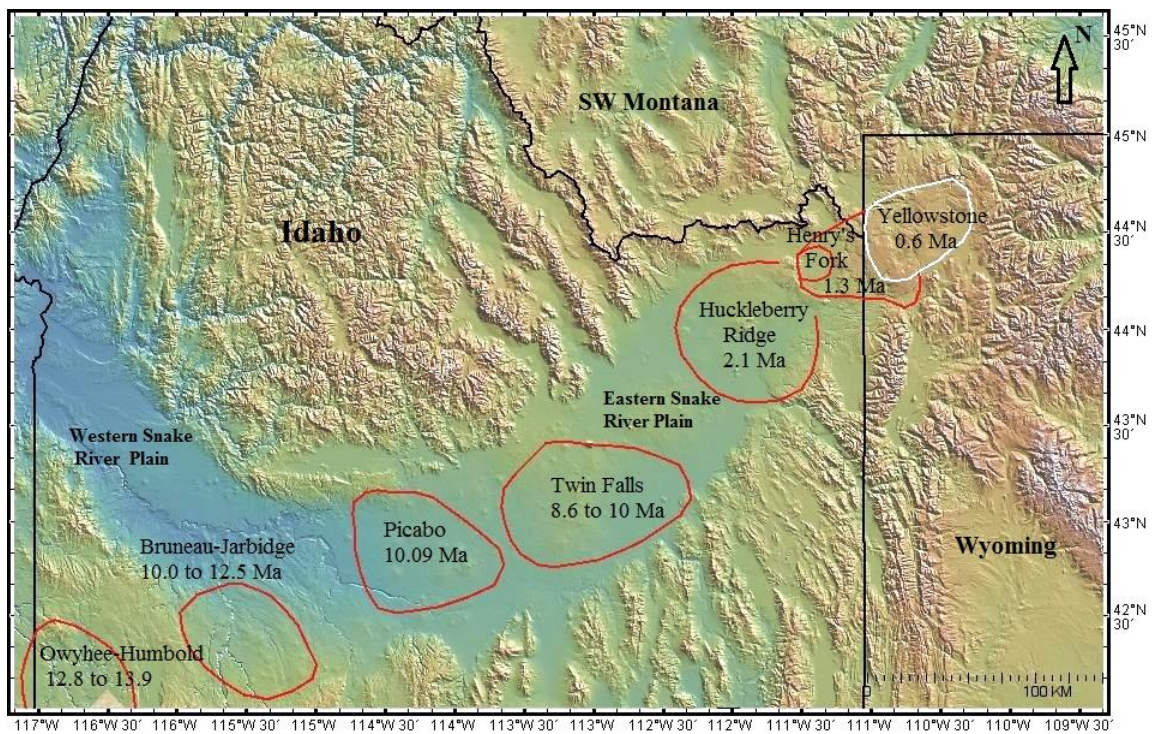 N
SW Montana
Idaho
Yellowstone
0.6 Ma
Henry's
Fork
1.3 Ma
Huckleberry
Ridge
2.1 Ma
Eastern Snake
River Plain
Western Snake
River Plain
Twin Falls
8.6 to 10 Ma
Picabo
10.09 Ma
Bruneau-Jarbidge
10.0 to 12.5 Ma
Wyoming
Owyhee-Humbold
12.8 to 13.9
0 100 KM
45°N
30'
45°N
44°N
30'
44°N
43°N
30'
43°N
42°N
30'
117°W 116°W 30' 116°W 115°W 30' 115°W 114°W 30' 114°W 113°W 30' 113°W 112°W 30' 112°W 111°W 30' 111°W 110°W 30' 110°W 109°W 30'